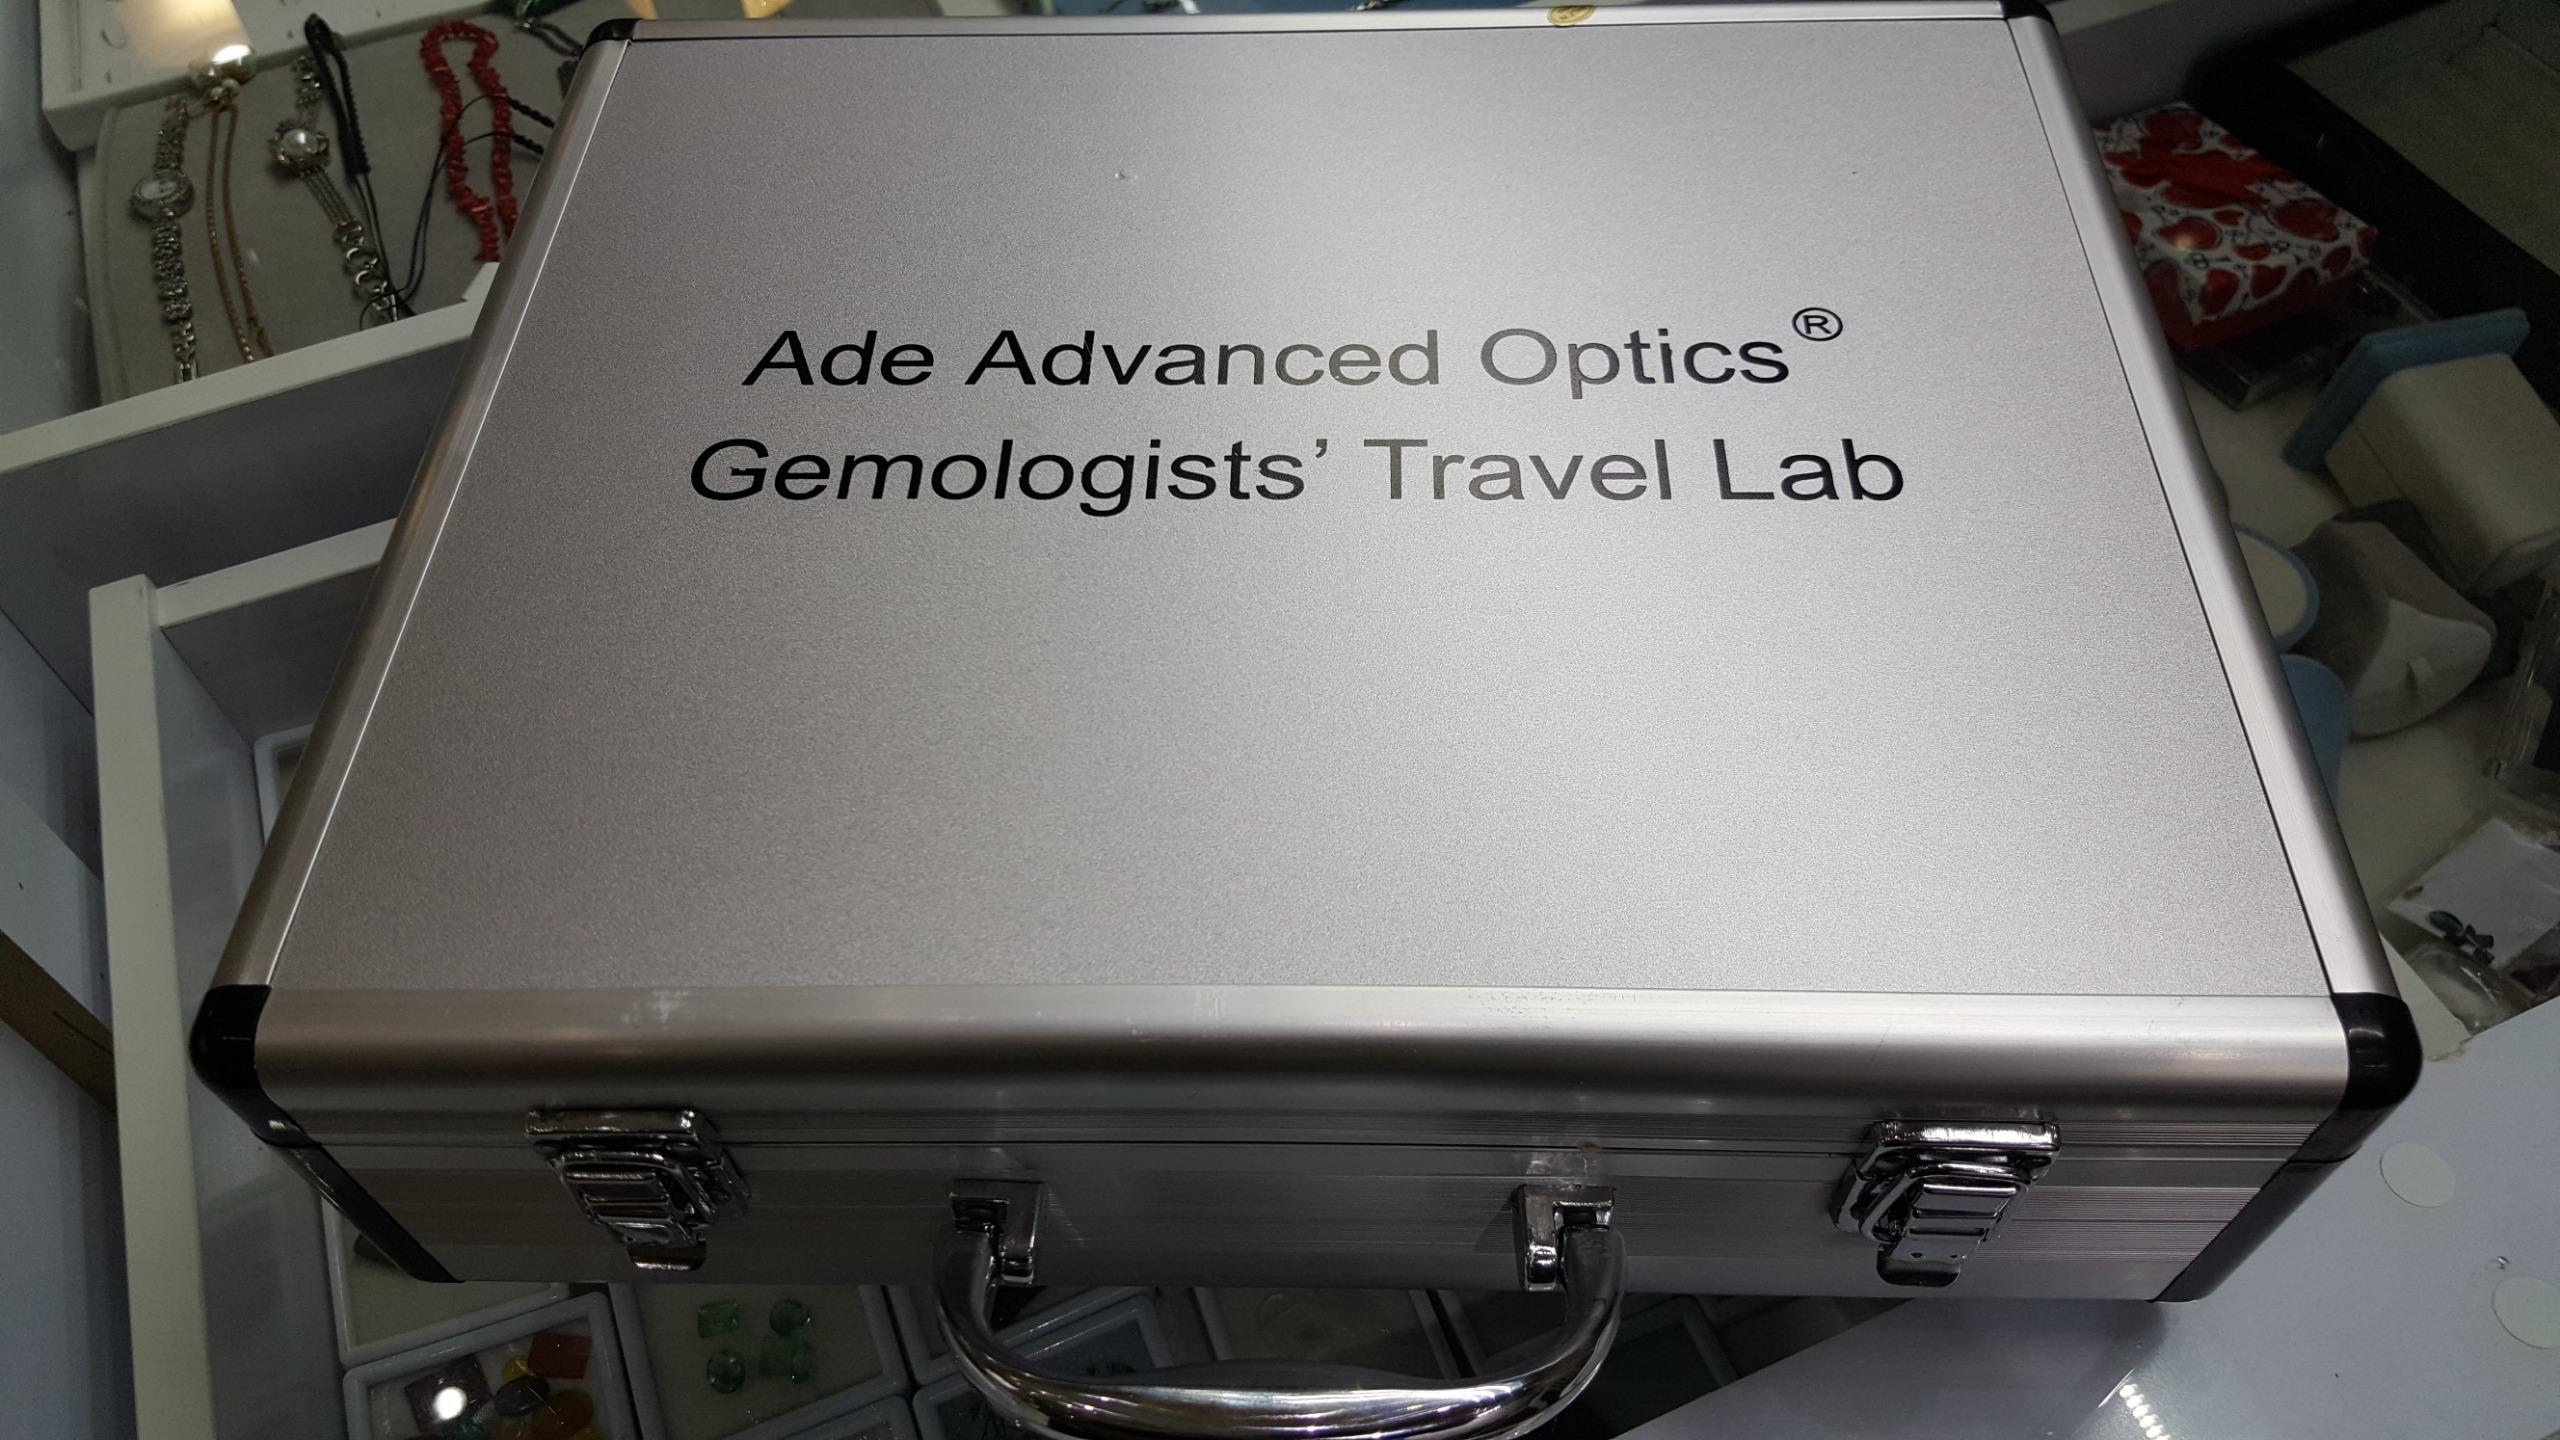 Ade Advanced Optics®
Gemologists’ Travel Lab